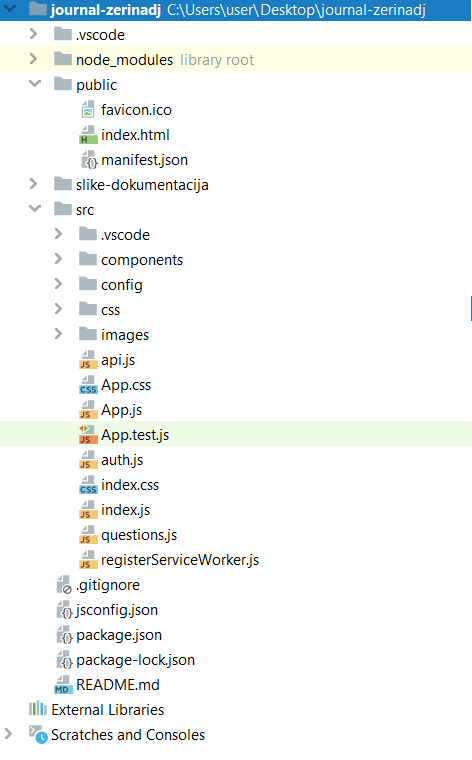 journal-zerinadj C:\Users\user\Desktop\journal-zerinadj
.vscode
node_modules library root
public
favicon.ico
index.html
manifest.json
slike-dokumentacija
src
.vscode
components
config
css
images
api.js
App.css
App.js
App.test.js
auth.js
index.css
index.js
questions.js
registerServiceWorker.js
.gitignore
jsconfig.json
package.json
package-lock.json
README.md
External Libraries
Scratches and Consoles